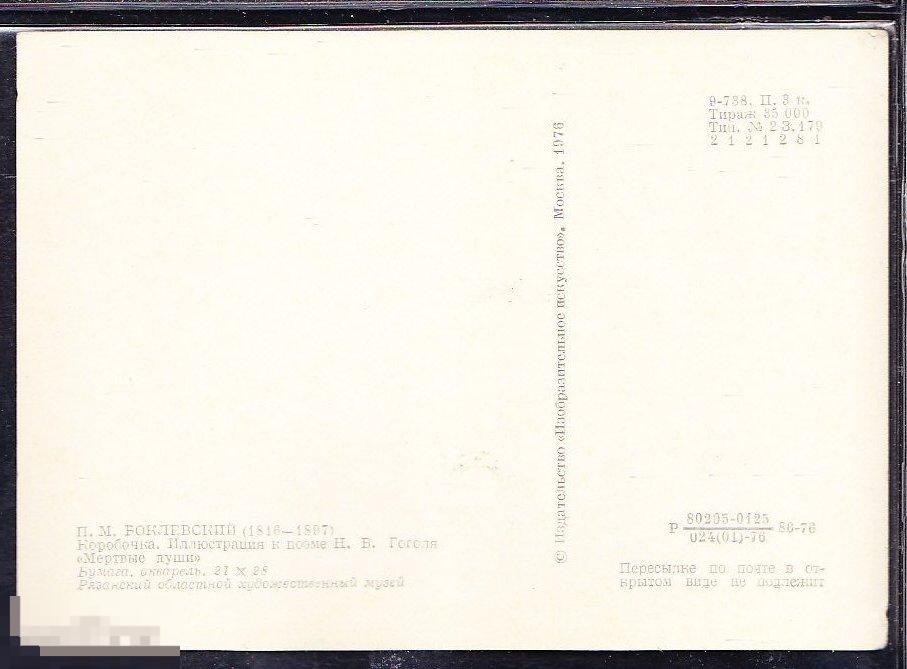 9-738. Ц. 3 к.
Тираж 35 000
Тип. № 2 3.179
2 1 2 1 2 8 1
© Издательство «Изобразительное искусство». Москва. 1976
П. М. БОКЛЕВСКИЙ (1816—1897)
Коробочка. Иллюстрация к поэме Н. В. Гоголя
«Мертвые души»
Бумага, акварель. 21 × 28
Рязанский областной художественный музей
Р 80205-0125 86-76
024(01)-76
Пересылке по почте в от-
крытом виде не подлежит